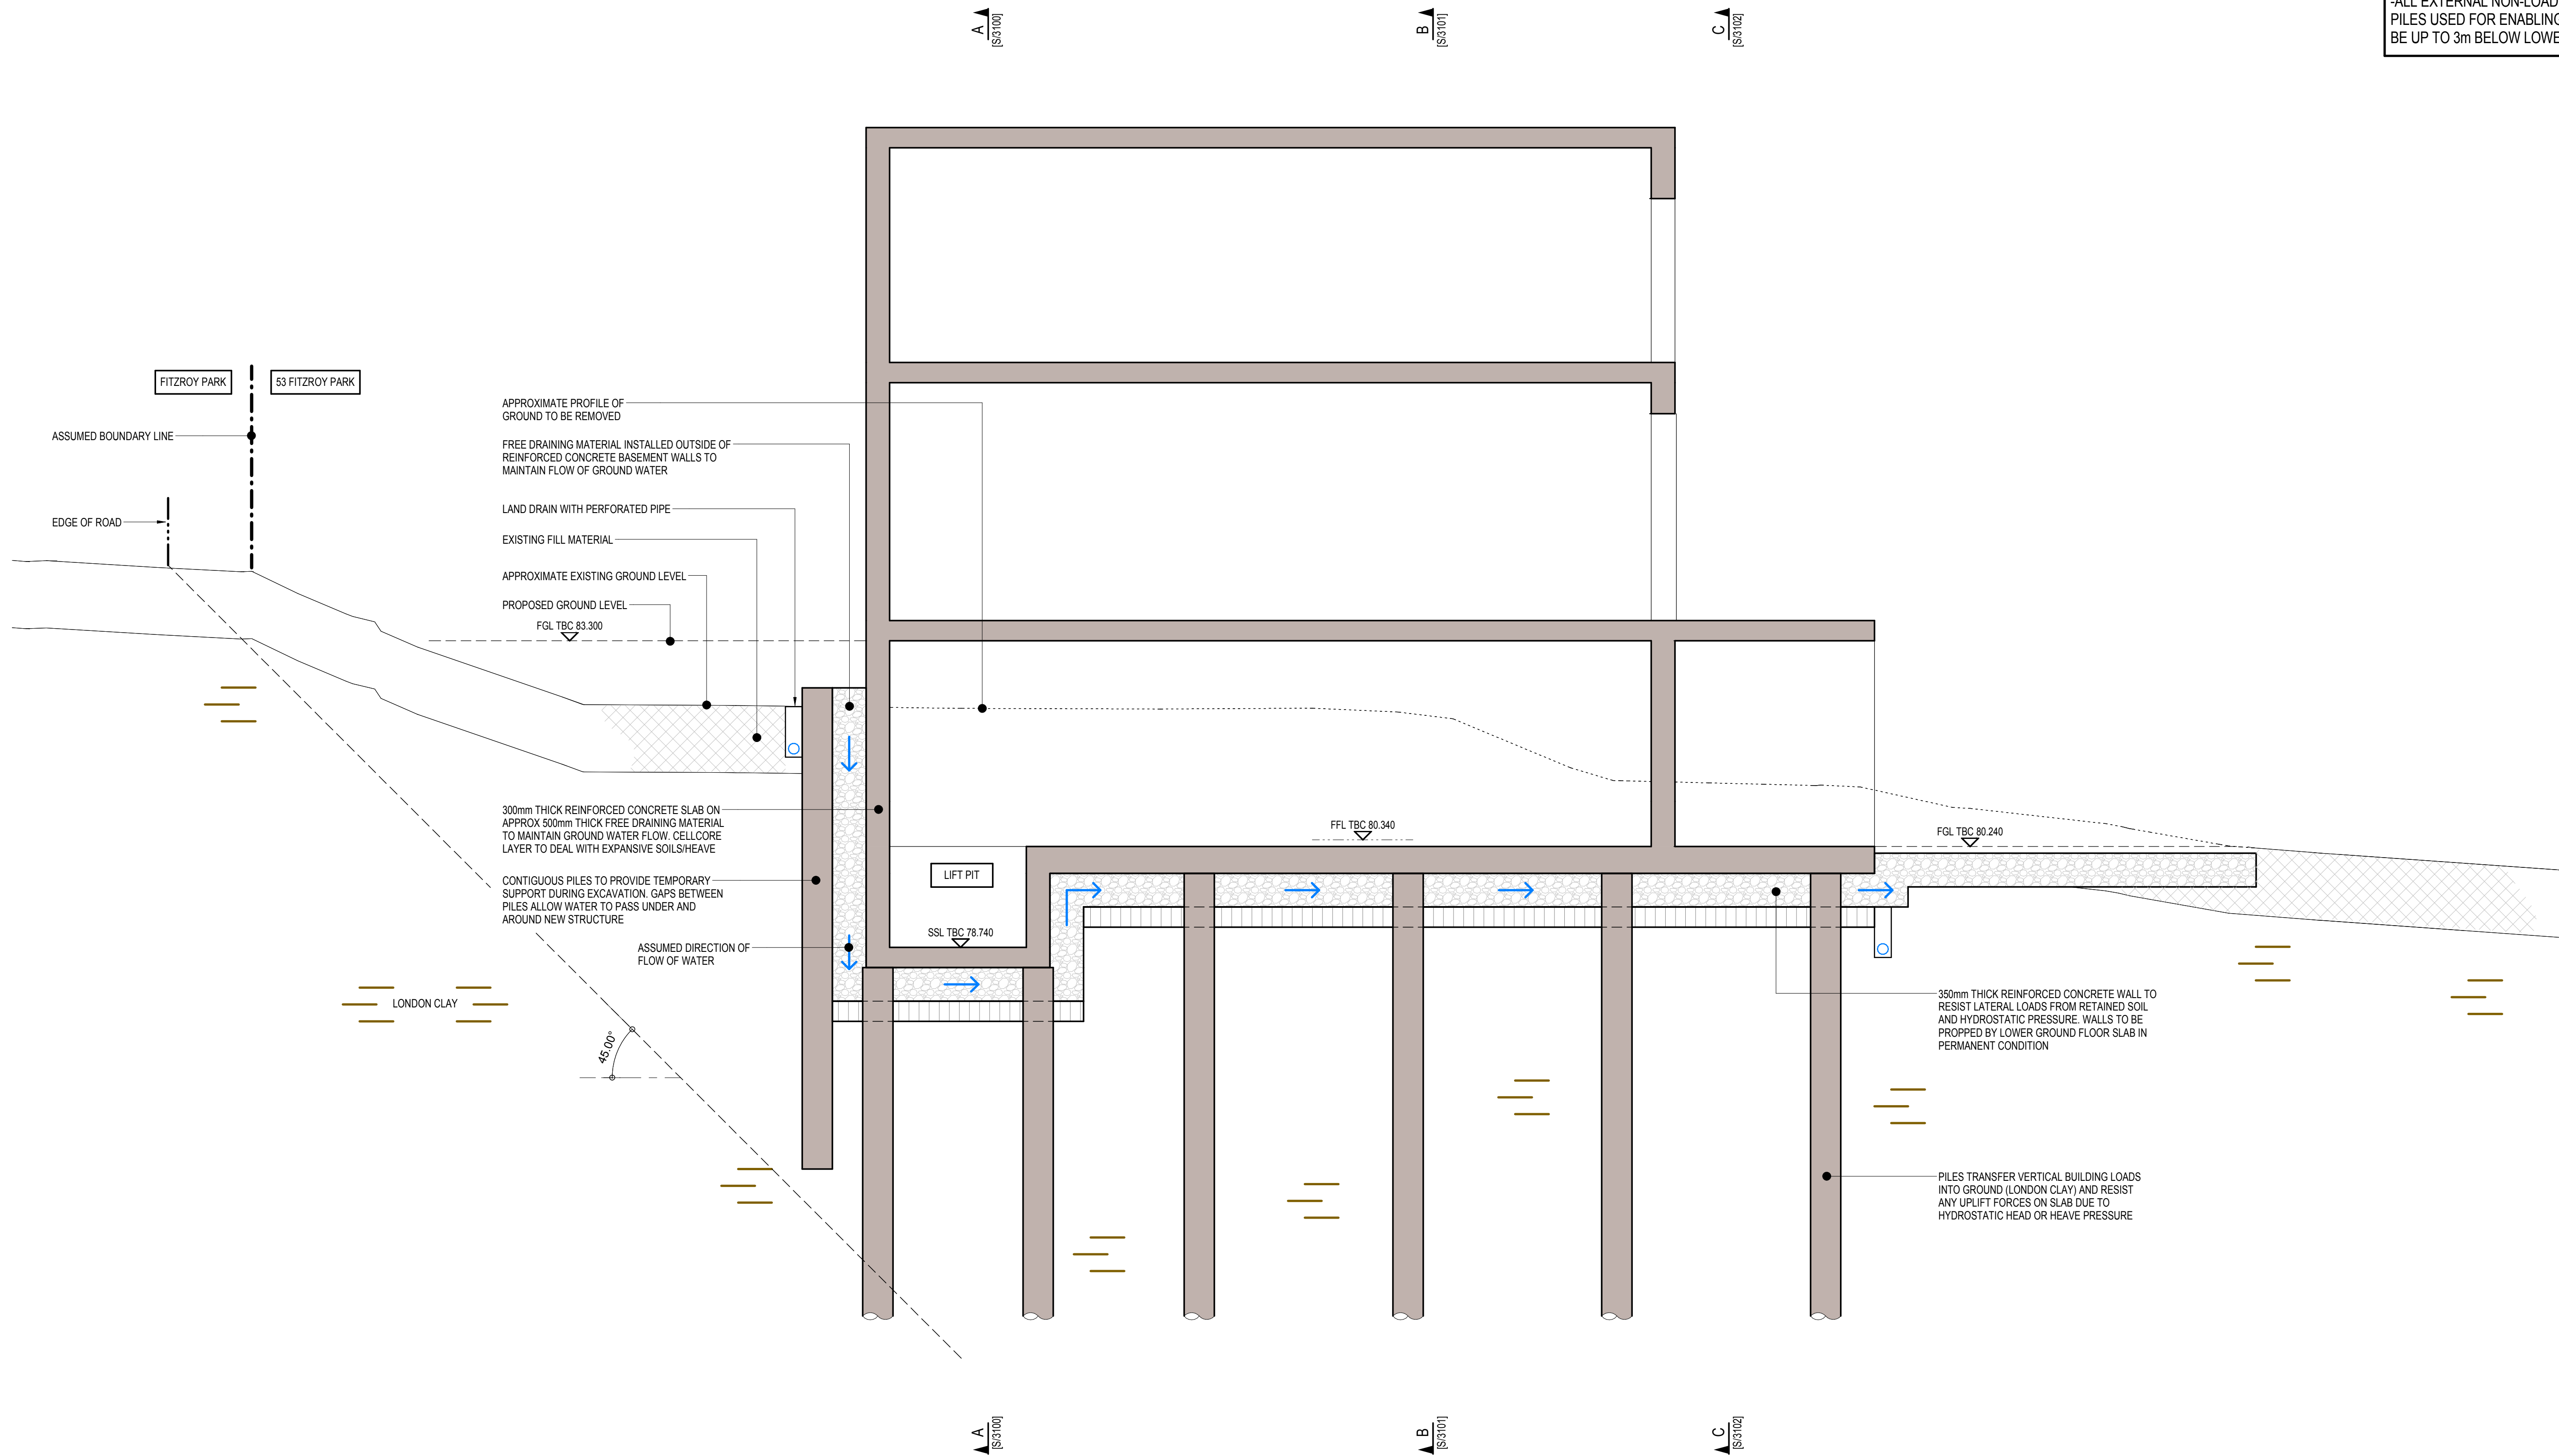 A
[S/3100]
B
[S/3101]
C
[S/3102]
-ALL EXTERNAL NON-LOAD
PILES USED FOR ENABLING
BE UP TO 3m BELOW LOWE
FITZROY PARK
53 FITZROY PARK
ASSUMED BOUNDARY LINE
EDGE OF ROAD
APPROXIMATE PROFILE OF
GROUND TO BE REMOVED
FREE DRAINING MATERIAL INSTALLED OUTSIDE OF
REINFORCED CONCRETE BASEMENT WALLS TO
MAINTAIN FLOW OF GROUND WATER
LAND DRAIN WITH PERFORATED PIPE
EXISTING FILL MATERIAL
APPROXIMATE EXISTING GROUND LEVEL
PROPOSED GROUND LEVEL
FGL TBC 83.300
300mm THICK REINFORCED CONCRETE SLAB ON
APPROX 500mm THICK FREE DRAINING MATERIAL
TO MAINTAIN GROUND WATER FLOW. CELLCORE
LAYER TO DEAL WITH EXPANSIVE SOILS/HEAVE
CONTIGUOUS PILES TO PROVIDE TEMPORARY
SUPPORT DURING EXCAVATION. GAPS BETWEEN
PILES ALLOW WATER TO PASS UNDER AND
AROUND NEW STRUCTURE
ASSUMED DIRECTION OF
FLOW OF WATER
LIFT PIT
SSL TBC 78.740
FFL TBC 80.340
FGL TBC 80.240
LONDON CLAY
45.00°
350mm THICK REINFORCED CONCRETE WALL TO
RESIST LATERAL LOADS FROM RETAINED SOIL
AND HYDROSTATIC PRESSURE. WALLS TO BE
PROPPED BY LOWER GROUND FLOOR SLAB IN
PERMANENT CONDITION
PILES TRANSFER VERTICAL BUILDING LOADS
INTO GROUND (LONDON CLAY) AND RESIST
ANY UPLIFT FORCES ON SLAB DUE TO
HYDROSTATIC HEAD OR HEAVE PRESSURE
A
[S/3100]
B
[S/3101]
C
[S/3102]